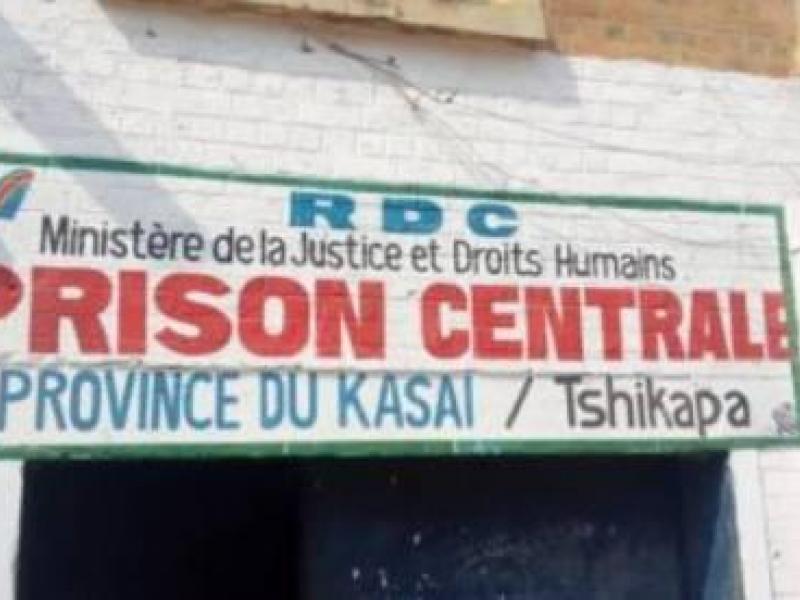 RDC
Ministère de la Justice et Droits Humains
PRISON CENTRALE
PROVINCE DU KASAI / Tshikapa